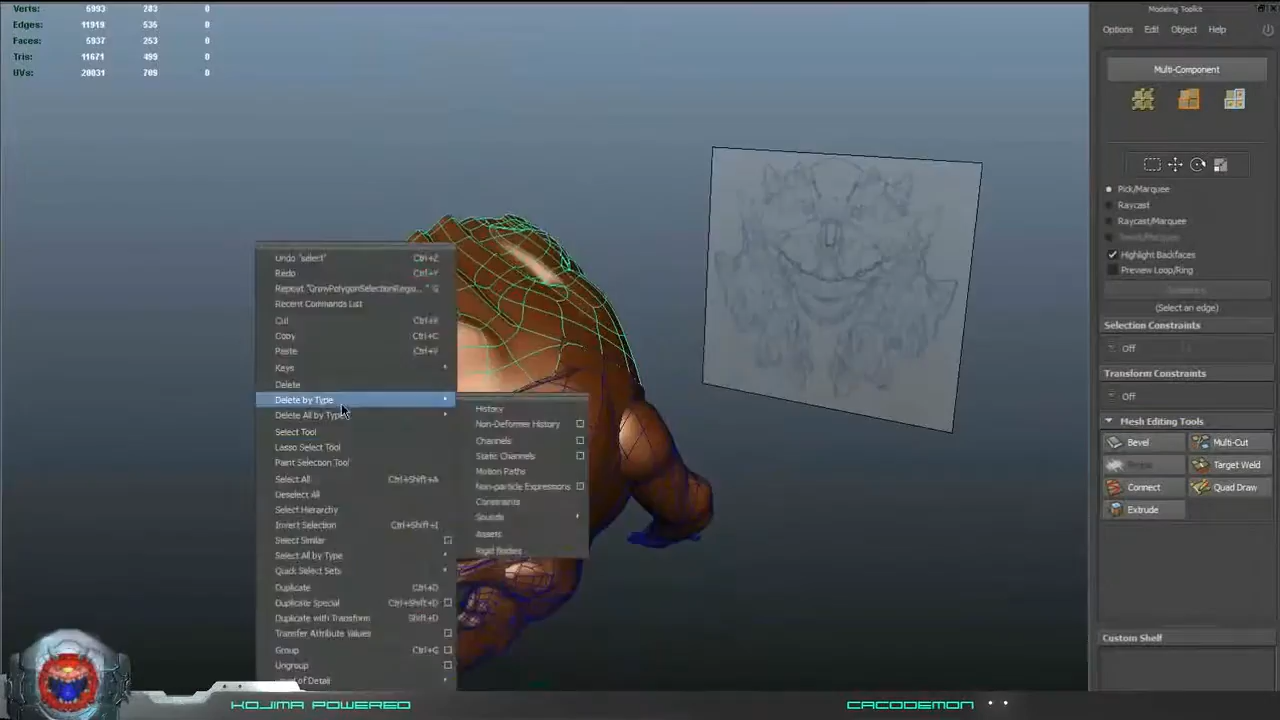 Verts: 5993 283 0
Edges: 11919 535 0
Faces: 5937 253 0
Tris: 11671 499 0
UVs: 20031 709 0
Undo "select" Ctrl+Z
Redo Ctrl+Y
Repeat "GrowPolygonSelectionRegio... " G
Recent Commands List
Cut Ctrl+X
Copy Ctrl+C
Paste Ctrl+V
Keys
Delete
Delete by Type
Delete All by Type
Select Tool
Lasso Select Tool
Paint Selection Tool
Select All Ctrl+Shift+A
Deselect All
Select Hierarchy
Invert Selection Ctrl+Shift+I
Select Similar
Select All by Type
Quick Select Sets
Duplicate Ctrl+D
Duplicate Special Ctrl+Shift+D
Duplicate with Transform Shift+D
Transfer Attribute Values
Group Ctrl+G
Ungroup
of Detail
History
Non-Deformer History
Channels
Static Channels
Motion Paths
Non-particle Expressions
Constraints
Sounds
Assets
Rigid Bodies
Modeling Toolkit
Options Edit Object Help
Multi-Component
Pick/Marquee
Raycast
Raycast/Marquee
Highlight Backfaces
Preview Loop/Ring
(Select an edge)
Selection Constraints
Off
Transform Constraints
Off
Mesh Editing Tools
Bevel Multi-Cut
Target Weld
Connect Quad Draw
Extrude
Custom Shelf
KOJIMA POWERED
CACODEMON